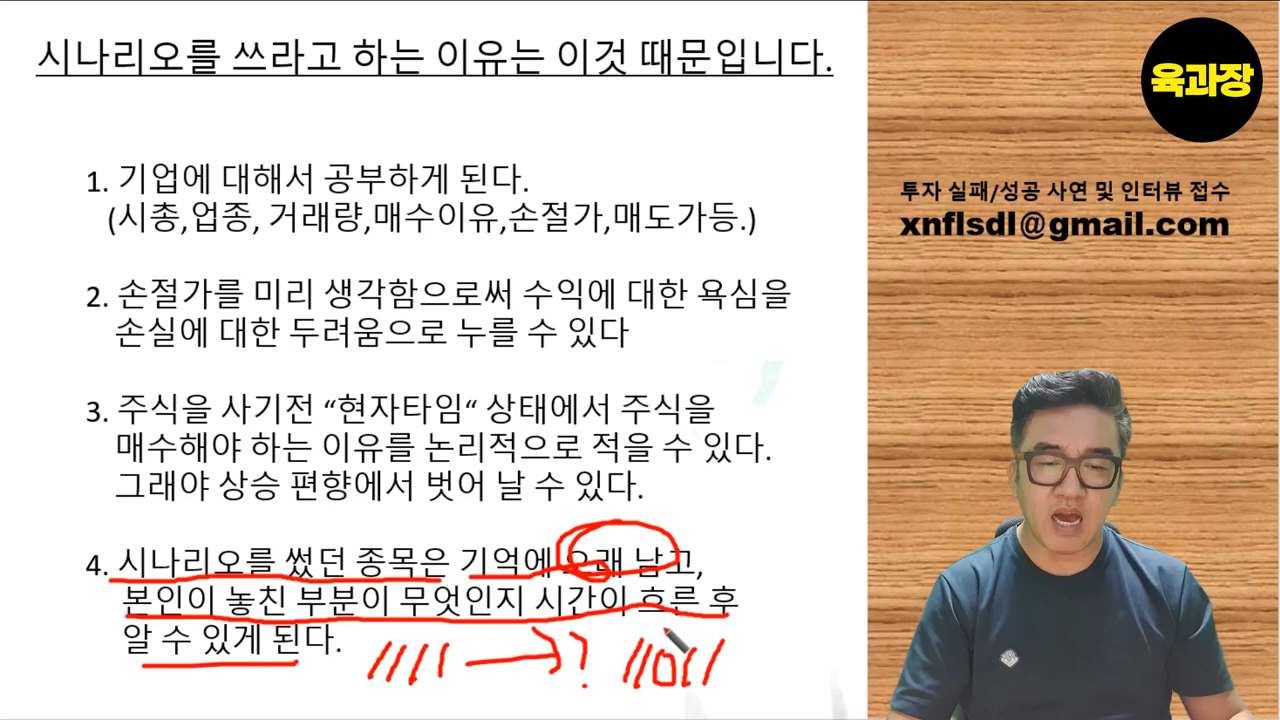 시나리오를 쓰라고 하는 이유는 이것 때문입니다.
1. 기업에 대해서 공부하게 된다.
(시총,업종, 거래량,매수이유,손절가,매도가등.)
2. 손절가를 미리 생각함으로써 수익에 대한 욕심을
손실에 대한 두려움으로 누를 수 있다
3. 주식을 사기전 “현자타임“ 상태에서 주식을
매수해야 하는 이유를 논리적으로 적을 수 있다.
그래야 상승 편향에서 벗어 날 수 있다.
4. 시나리오를 썼던 종목은 기억에 오래 남고,
본인이 놓친 부분이 무엇인지 시간이 흐른 후
알 수 있게 된다.
육과장
투자 실패/성공 사연 및 인터뷰 접수
xnflsdl@gmail.com